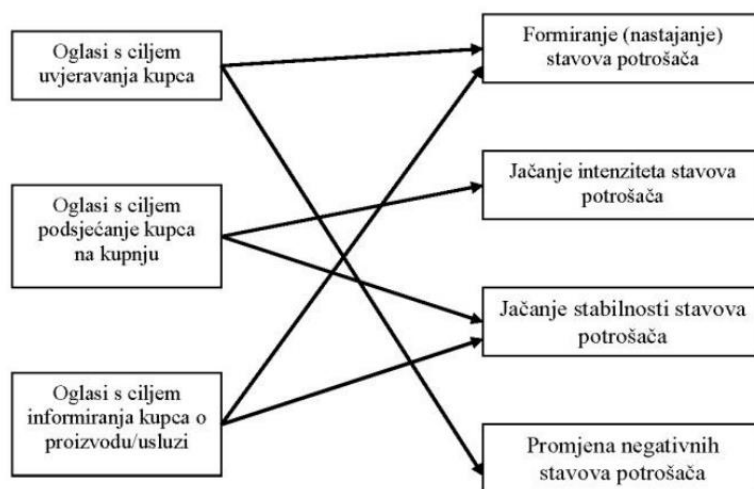 Oglasi s ciljem
uvjeravanja kupca
Oglasi s ciljem
podsjećanje kupca
na kupnju
Oglasi s ciljem
informiranja kupca o
proizvodu/usluzi
Formiranje (nastajanje)
stavova potrošača
Jačanje intenziteta stavova
potrošača
Jačanje stabilnosti stavova
potrošača
Promjena negativnih
stavova potrošača